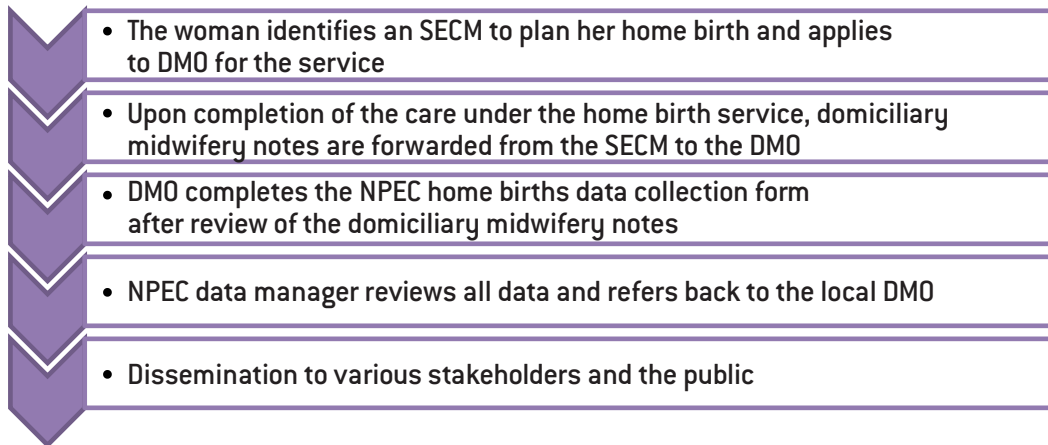 • The woman identifies an SECM to plan her home birth and applies
to DMO for the service
• Upon completion of the care under the home birth service, domiciliary
midwifery notes are forwarded from the SECM to the DMO
• DMO completes the NPEC home births data collection form
after review of the domiciliary midwifery notes
• NPEC data manager reviews all data and refers back to the local DMO
• Dissemination to various stakeholders and the public